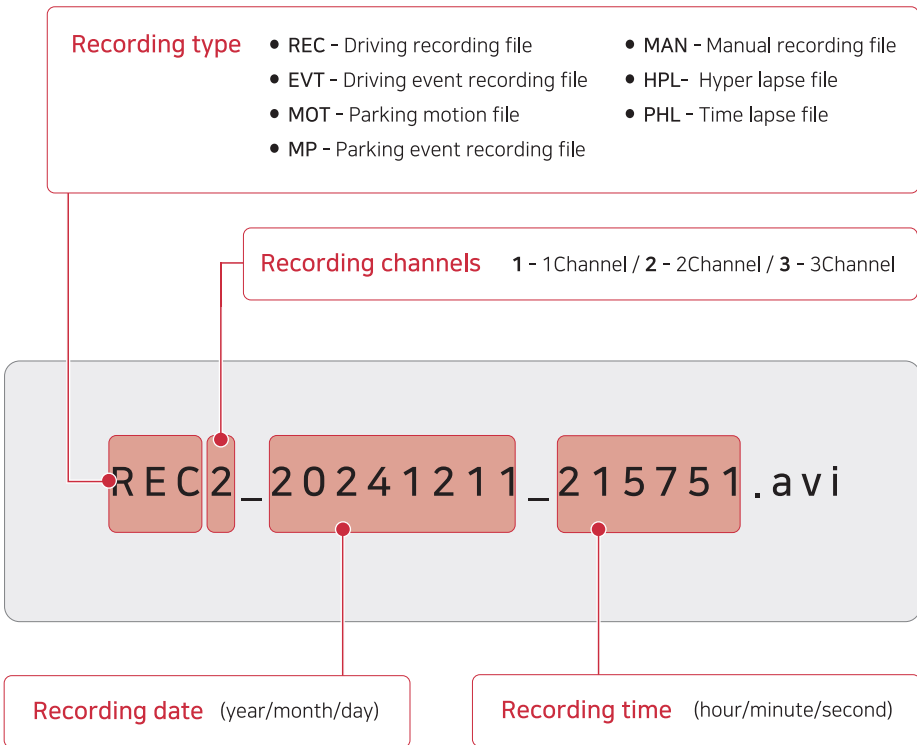 Recording type
• REC - Driving recording file
• EVT - Driving event recording file
• MOT - Parking motion file
• MP - Parking event recording file
• MAN - Manual recording file
• HPL- Hyper lapse file
• PHL - Time lapse file
Recording channels 1 - 1Channel / 2 - 2Channel / 3 - 3Channel
REC2_20241211_215751.avi
Recording date (year/month/day)
Recording time (hour/minute/second)